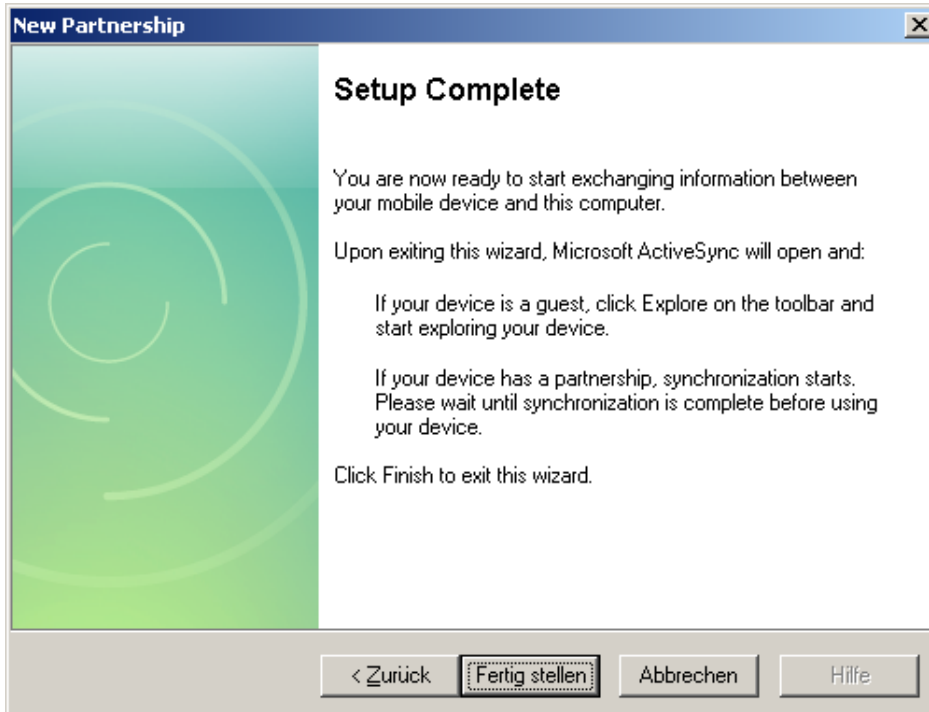 New Partnership
Setup Complete
You are now ready to start exchanging information between
your mobile device and this computer.
Upon exiting this wizard, Microsoft ActiveSync will open and:
If your device is a guest, click Explore on the toolbar and
start exploring your device.
If your device has a partnership, synchronization starts.
Please wait until synchronization is complete before using
your device.
Click Finish to exit this wizard.
< Zurück Fertig stellen Abbrechen Hilfe